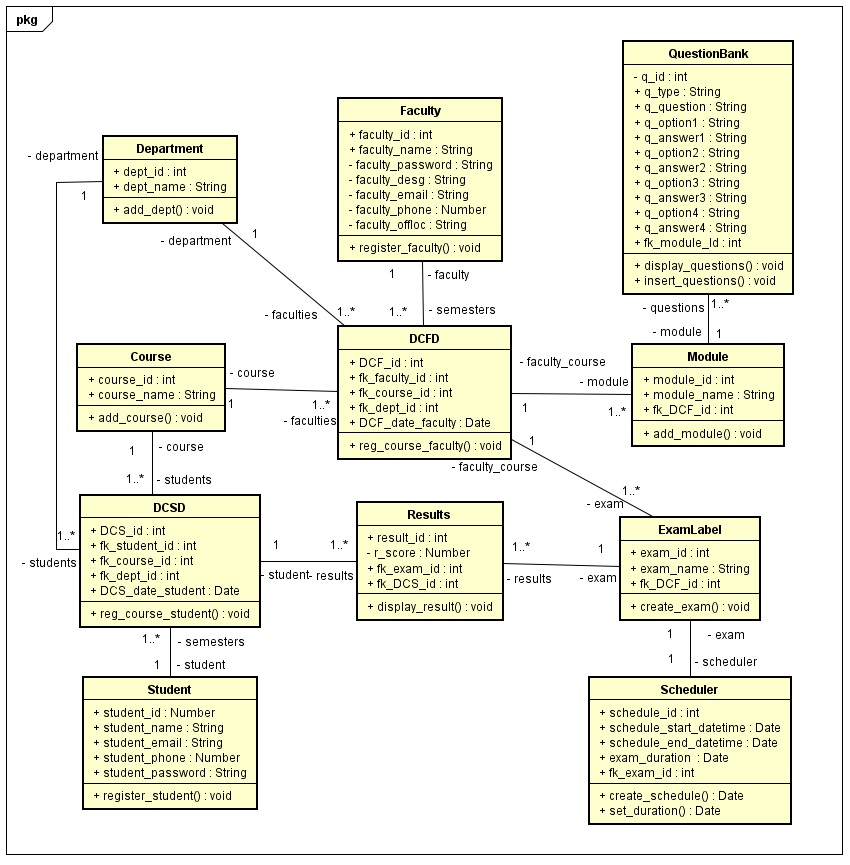 pkg
QuestionBank
- q_id : int
+ q_type : String
+ q_question : String
+ q_option1 : String
+ q_answer1 : String
+ q_option2 : String
+ q_answer2 : String
+ q_option3 : String
+ q_answer3 : String
+ q_option4 : String
+ q_answer4 : String
+ fk_module_Id : int
+ display_questions() : void
+ insert_questions() : void
Faculty
+ faculty_id : int
+ faculty_name : String
- faculty_password : String
- faculty_desg : String
- faculty_email : String
- faculty_phone : Number
- faculty_offloc : String
+ register_faculty() : void
Department
+ dept_id : int
+ dept_name : String
+ add_dept() : void
- department
1
- department
1
1
- faculty
- faculties
1..*
1..*
- semesters
- questions
1..*
- module
1
DCFD
+ DCF_id : int
+ fk_faculty_id : int
+ fk_course_id : int
+ fk_dept_id : int
+ DCF_date_faculty : Date
+ reg_course_faculty() : void
Course
+ course_id : int
+ course_name : String
+ add_course() : void
- course
1
1..*
- faculties
- faculty_course
- module
1
1..*
Module
+ module_id : int
+ module_name : String
+ fk_DCF_id : int
+ add_module() : void
1
- faculty_course
1..*
- exam
- course
1
1..*
- students
DCSD
+ DCS_id : int
+ fk_student_id : int
+ fk_course_id : int
+ fk_dept_id : int
+ DCS_date_student : Date
+ reg_course_student() : void
1..*
- students
1
1..*
- student
- results
Results
+ result_id : int
- r_score : Number
+ fk_exam_id : int
+ fk_DCS_id : int
+ display_result() : void
1..*
1
- results
- exam
ExamLabel
+ exam_id : int
+ exam_name : String
+ fk_DCF_id : int
+ create_exam() : void
1..*
- semesters
1
- student
1
- exam
1
- scheduler
Student
+ student_id : Number
+ student_name : String
+ student_email : String
+ student_phone : Number
+ student_password : String
+ register_student() : void
Scheduler
+ schedule_id : int
+ schedule_start_datetime : Date
+ schedule_end_datetime : Date
+ exam_duration : Date
+ fk_exam_id : int
+ create_schedule() : Date
+ set_duration() : Date